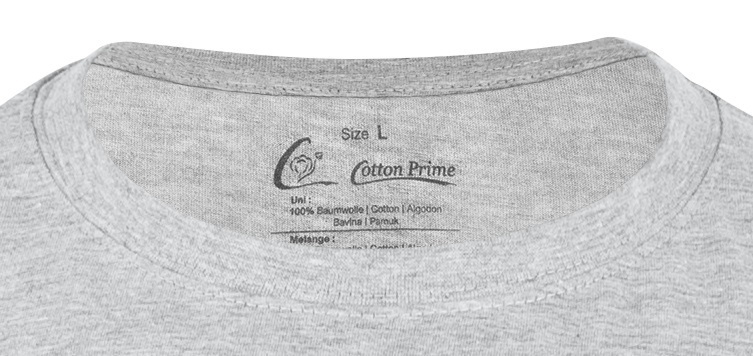 Size L
Cotton Prime
Uni :
100% Baumwolle | Cotton | Algodon
Bavlna | Pamuk
Melange :